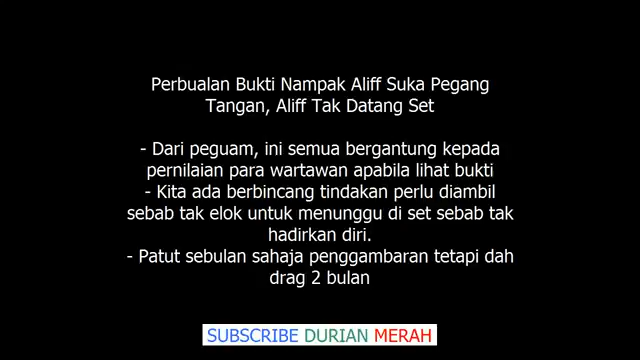 Perbualan Bukti Nampak Aliff Suka Pegang
Tangan, Aliff Tak Datang Set
- Dari peguam, ini semua bergantung kepada
pernilaian para wartawan apabila lihat bukti
- Kita ada berbincang tindakan perlu diambil
sebab tak elok untuk menunggu di set sebab tak
hadirkan diri.
- Patut sebulan sahaja penggambaran tetapi dah
drag 2 bulan
SUBSCRIBE DURIAN MERAH